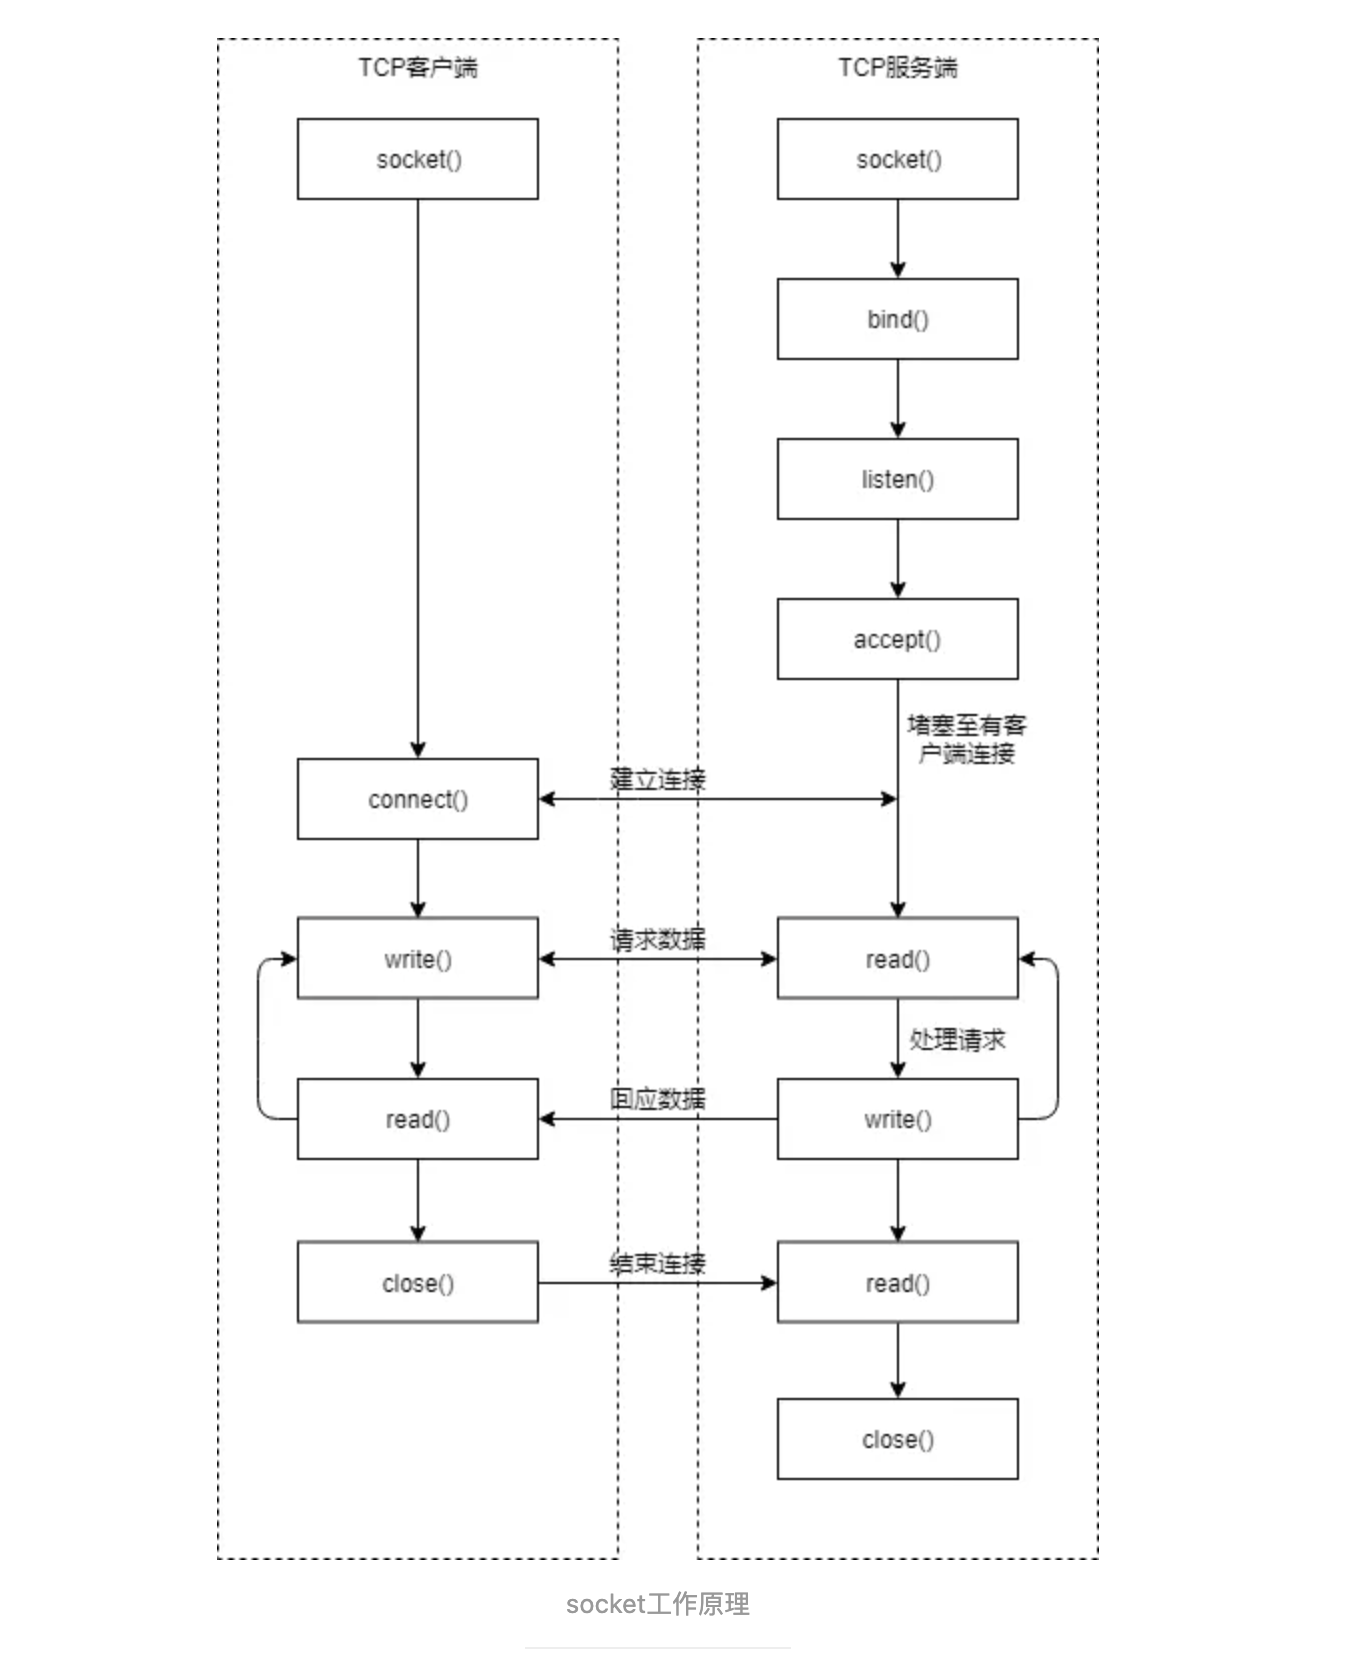 TCP客户端
TCP服务端
socket()
socket()
bind()
listen()
accept()
堵塞至有客
户端连接
建立连接
connect()
请求数据
write()
read()
处理请求
回应数据
read()
write()
结束连接
close()
read()
close()
socket工作原理